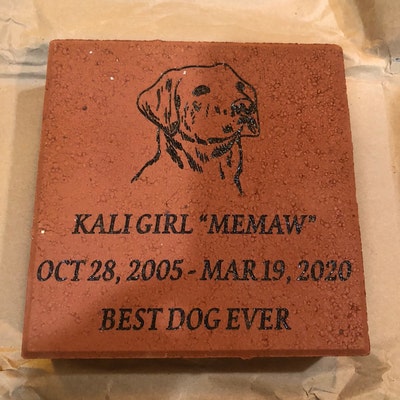 KALI GIRL “MEMAW”
OCT 28, 2005 - MAR 19, 2020
BEST DOG EVER